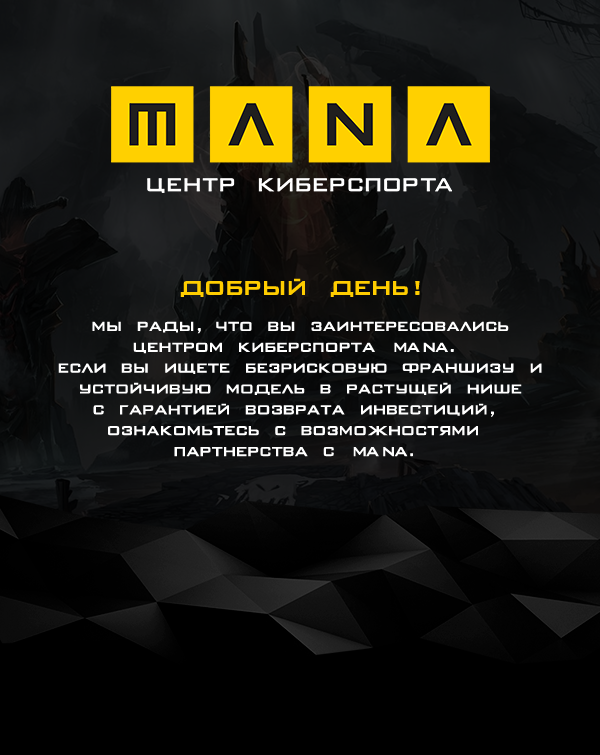 MANA
ЦЕНТР КИБЕРСПОРТА
ДОБРЫЙ ДЕНЬ!
МЫ РАДЫ, ЧТО ВЫ ЗАИНТЕРЕСОВАЛИСЬ
ЦЕНТРОМ КИБЕРСПОРТА MANA.
ЕСЛИ ВЫ ИЩЕТЕ БЕЗРИСКОВУЮ ФРАНШИЗУ И
УСТОЙЧИВУЮ МОДЕЛЬ В РАСТУЩЕЙ НИШЕ
С ГАРАНТИЕЙ ВОЗВРАТА ИНВЕСТИЦИЙ,
ОЗНАКОМЬТЕСЬ С ВОЗМОЖНОСТЯМИ
ПАРТНЕРСТВА С MANA.